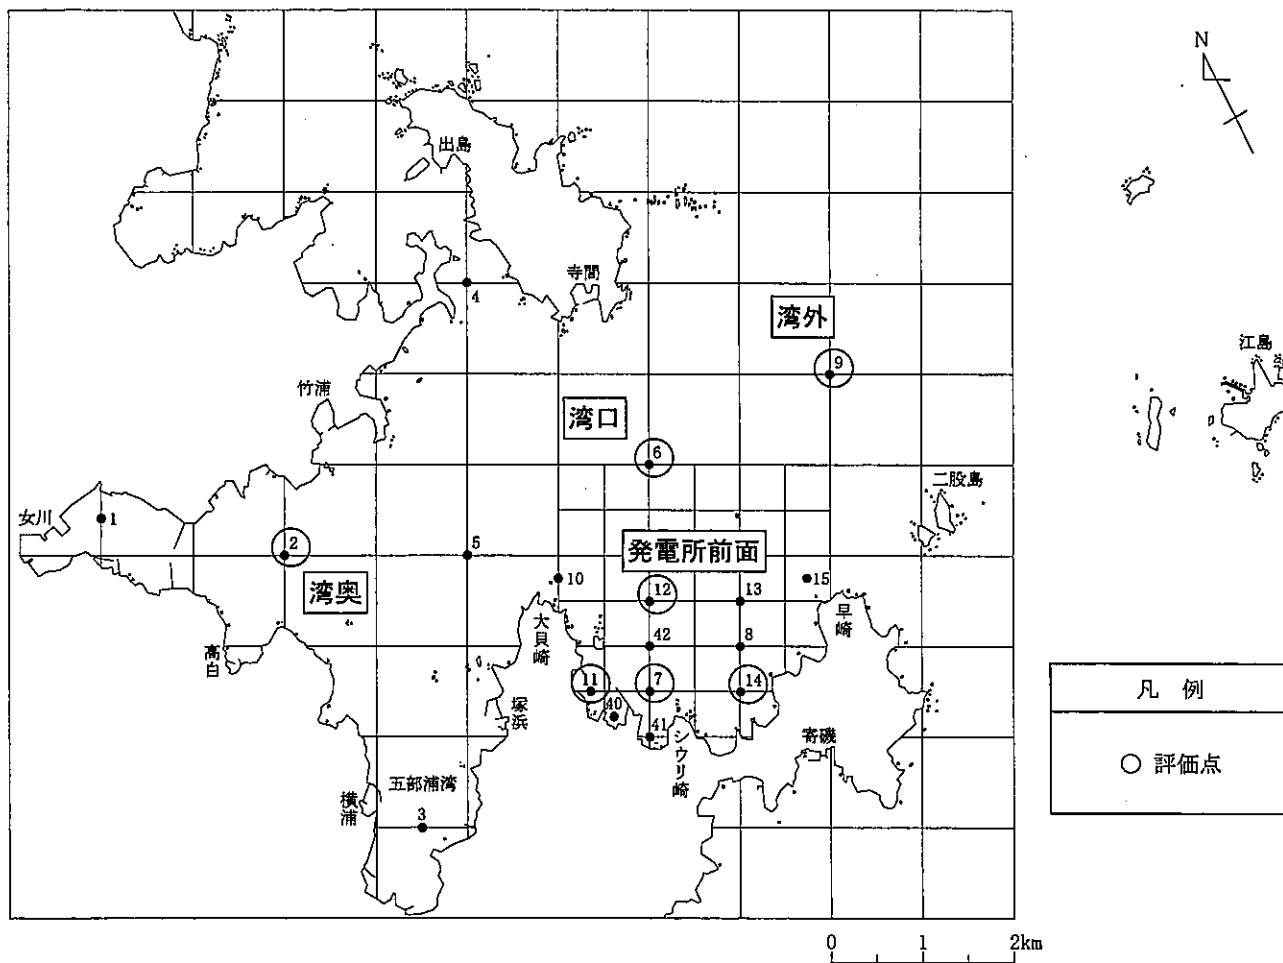 N
出島
寺間
4
湾外
9
江島
竹浦
湾口
6
二股島
女川
1
2
湾奥
5
発電所前面
10
12
13
15
早崎
大貝崎
42
8
高白
11
7
14
40
41
塚浜
シウリ崎
寄磯
五部浦湾
横浦
3
凡 例
○ 評価点
0 1 2km